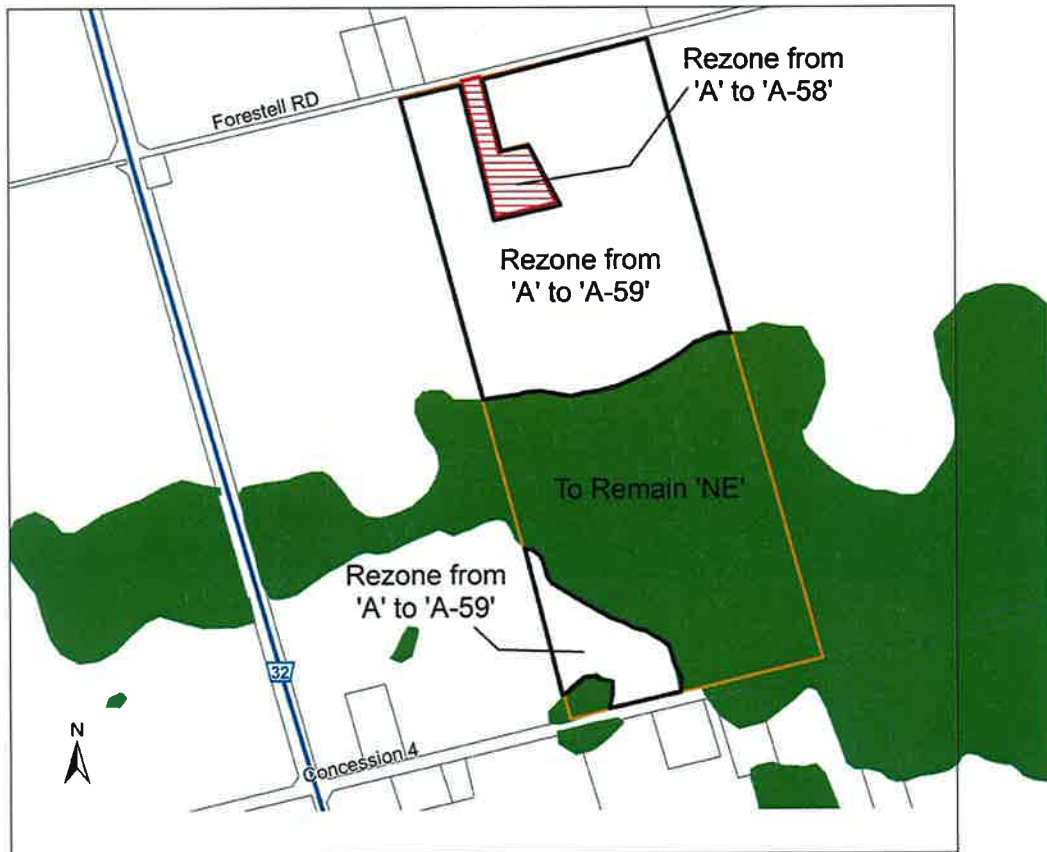 Rezone from
'A' to 'A-58'
Forestell RD
Rezone from
'A' to 'A-59'
To Remain 'NE'
Rezone from
'A' to 'A-59'
32
N
Concession 4